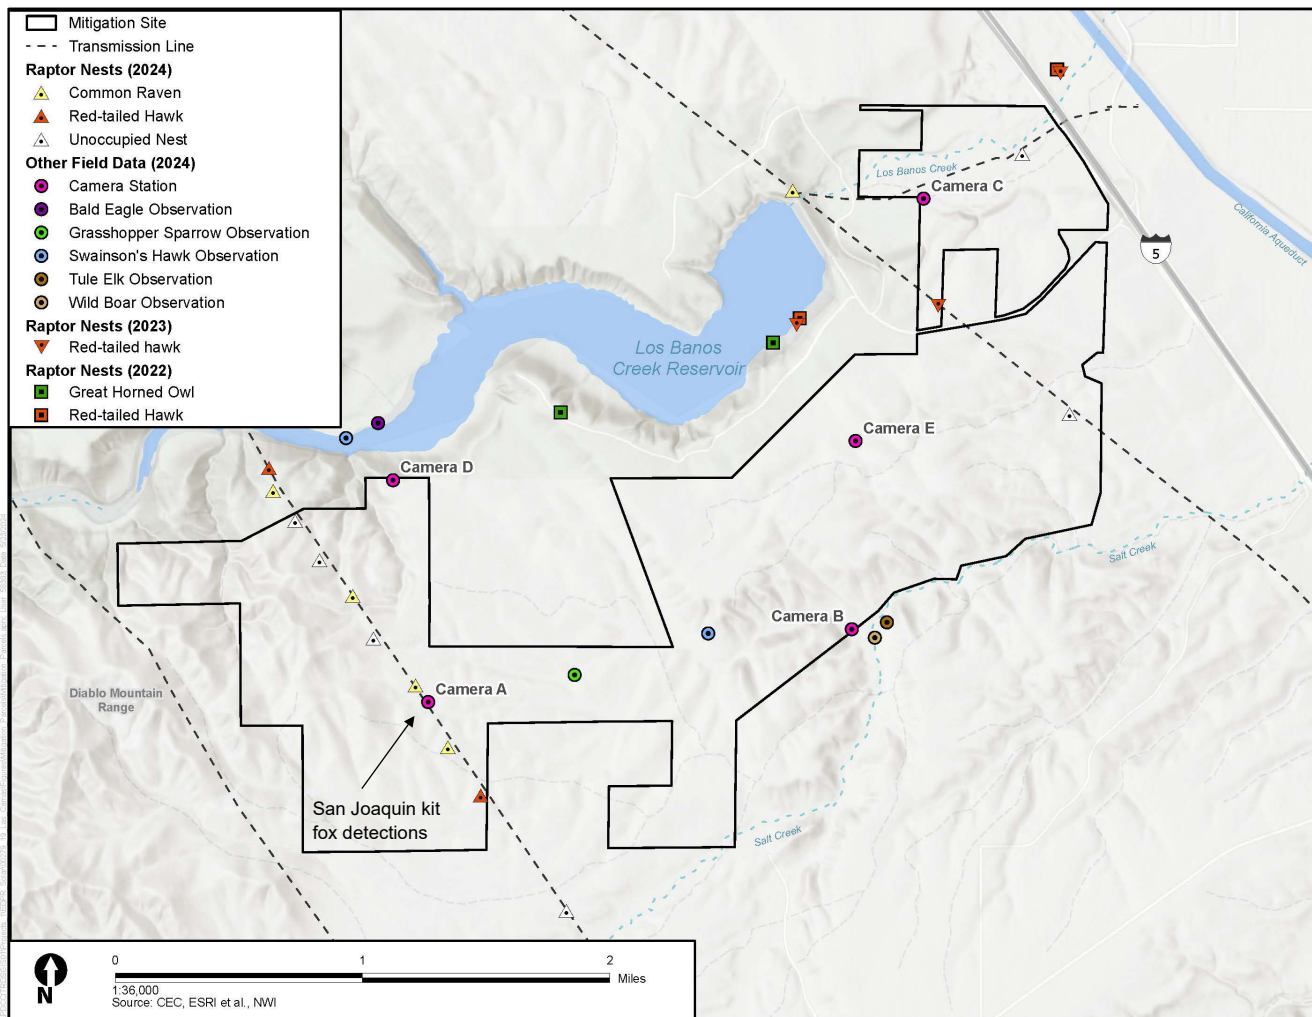 Mitigation Site
Transmission Line
Raptor Nests (2024)
Common Raven
Red-tailed Hawk
Unoccupied Nest
Other Field Data (2024)
Camera Station
Bald Eagle Observation
Grasshopper Sparrow Observation
Swainson's Hawk Observation
Tule Elk Observation
Wild Boar Observation
Raptor Nests (2023)
Red-tailed hawk
Raptor Nests (2022)
Great Horned Owl
Red-tailed Hawk
Los Banos Creek
Camera C
California Aqueduct
5
Los Banos
Creek Reservoir
Camera E
Camera D
Salt Creek
Camera B
Diablo Mountain
Range
Camera A
San Joaquin kit
fox detections
Salt Creek
N
0 1 2
Miles
1:36,000
Source: CEC, ESRI et al., NWI